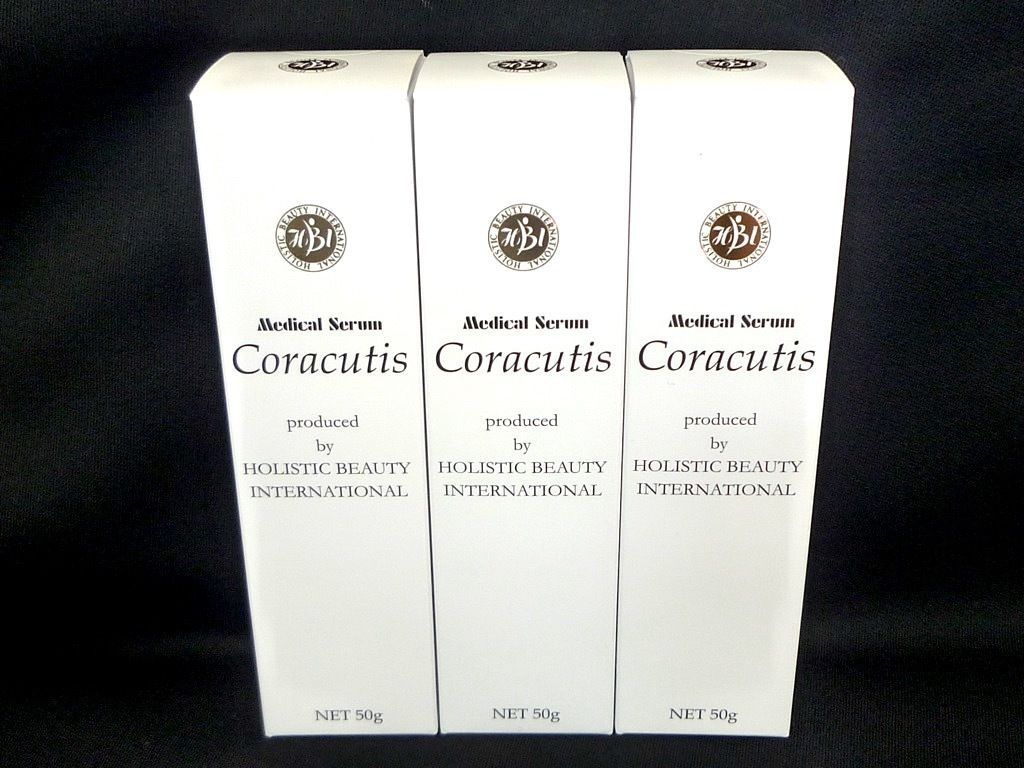 HOLISTIC BEAUTY INTERNATIONAL
HBI
Medical Serum
Coracutis
produced
by
HOLISTIC BEAUTY
INTERNATIONAL
NET 50g
HOLISTIC BEAUTY INTERNATIONAL
HBI
Medical Serum
Coracutis
produced
by
HOLISTIC BEAUTY
INTERNATIONAL
NET 50g
HOLISTIC BEAUTY INTERNATIONAL
HBI
Medical Serum
Coracutis
produced
by
HOLISTIC BEAUTY
INTERNATIONAL
NET 50g